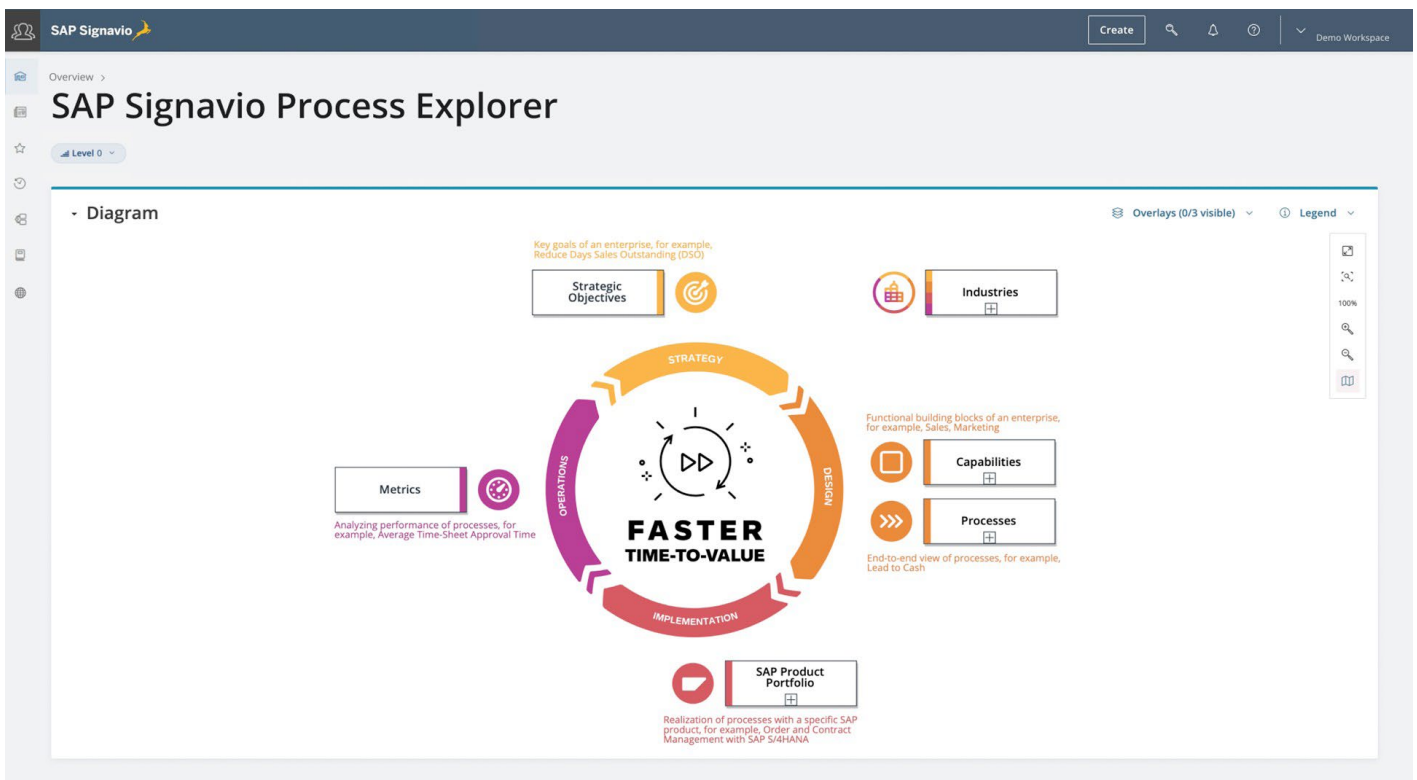 SAP Signavio
Create
Demo Workspace
Overview >
SAP Signavio Process Explorer
Level 0
Diagram
Overlays (0/3 visible)
Legend
Key goals of an enterprise, for example,
Reduce Days Sales Outstanding (DSO)
Strategic
Objectives
Industries
100%
STRATEGY
Functional building blocks of an enterprise,
for example, Sales, Marketing
Capabilities
OPERATIONS
DESIGN
Metrics
Analyzing performance of processes, for
example, Average Time-Sheet Approval Time
FASTER
TIME-TO-VALUE
Processes
End-to-end view of processes, for example,
Lead to Cash
IMPLEMENTATION
SAP Product
Portfolio
Realization of processes with a specific SAP
product, for example, Order and Contract
Management with SAP S/4HANA